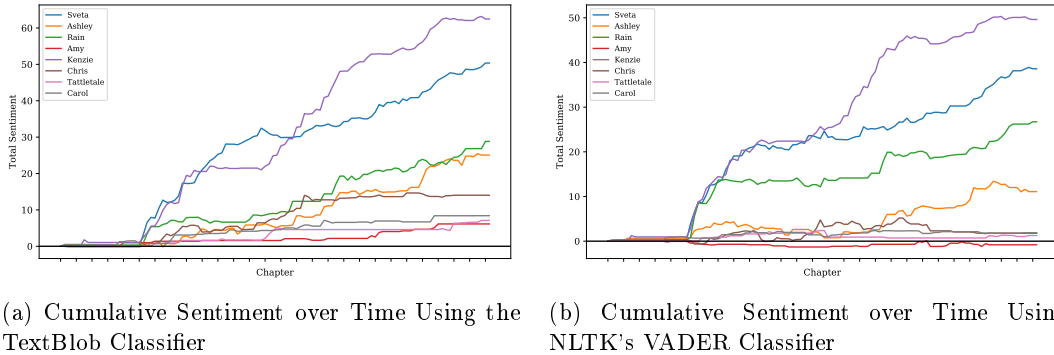 Sveta
Ashley
Rain
Amy
Kenzie
Chris
Tattletale
Carol
60
50
40
30
20
10
0
Total Sentiment
Chapter
(a) Cumulative Sentiment over Time Using the
TextBlob Classifier
Sveta
Ashley
Rain
Amy
Kenzie
Chris
Tattletale
Carol
50
40
30
20
10
0
Total Sentiment
Chapter
(b) Cumulative Sentiment over Time Usin
NLTK's VADER Classifier